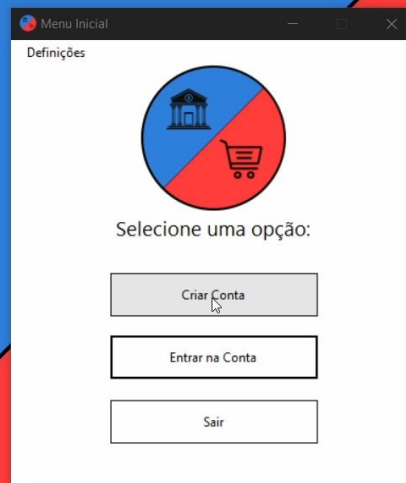 Menu Inicial
Definições
Selecione uma opção:
Criar Conta
Entrar na Conta
Sair